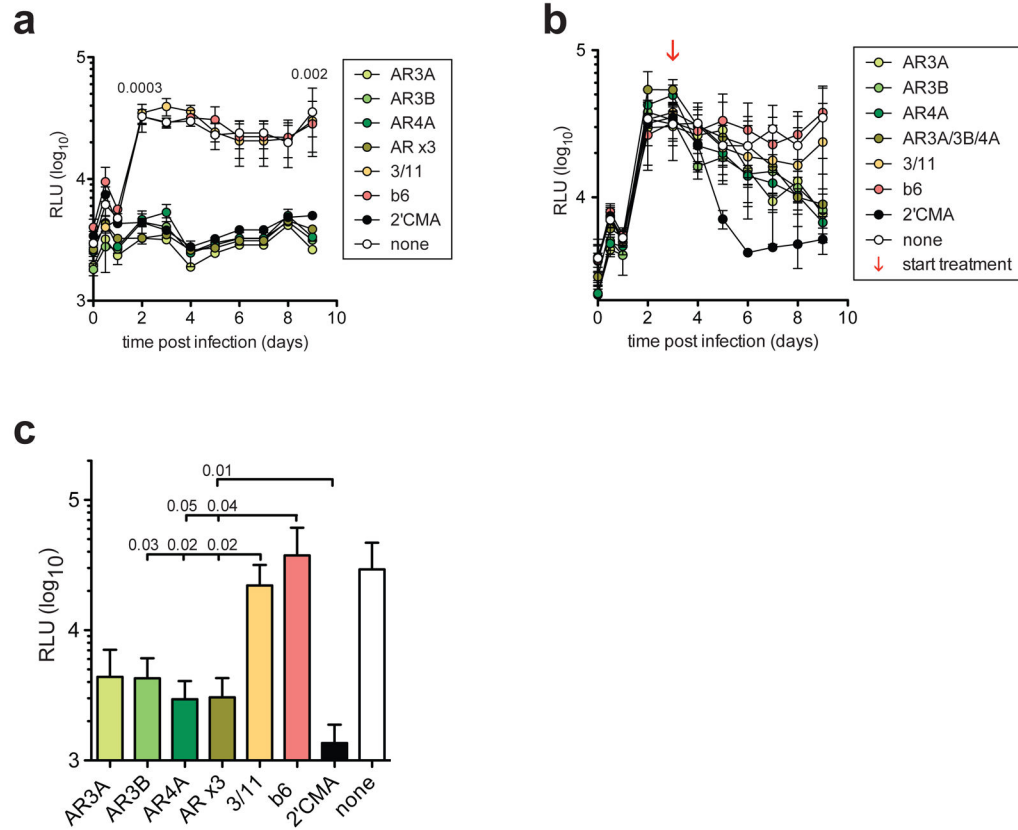 a
5
4
3
RLU (log10)
0.0003
0.002
0 2 4 6 8 10
time post infection (days)
AR3A
AR3B
AR4A
AR x3
3/11
b6
2'CMA
none
b
5
4
RLU (log10)
0 2 4 6 8 10
time post infection (days)
AR3A
AR3B
AR4A
AR3A/3B/4A
3/11
b6
2'CMA
none
start treatment
c
5
4
3
RLU (log10)
0.01
0.05 0.04
0.03 0.02 0.02
AR3A
AR3B
AR4A
AR x3
3/11
b6
2'CMA
none